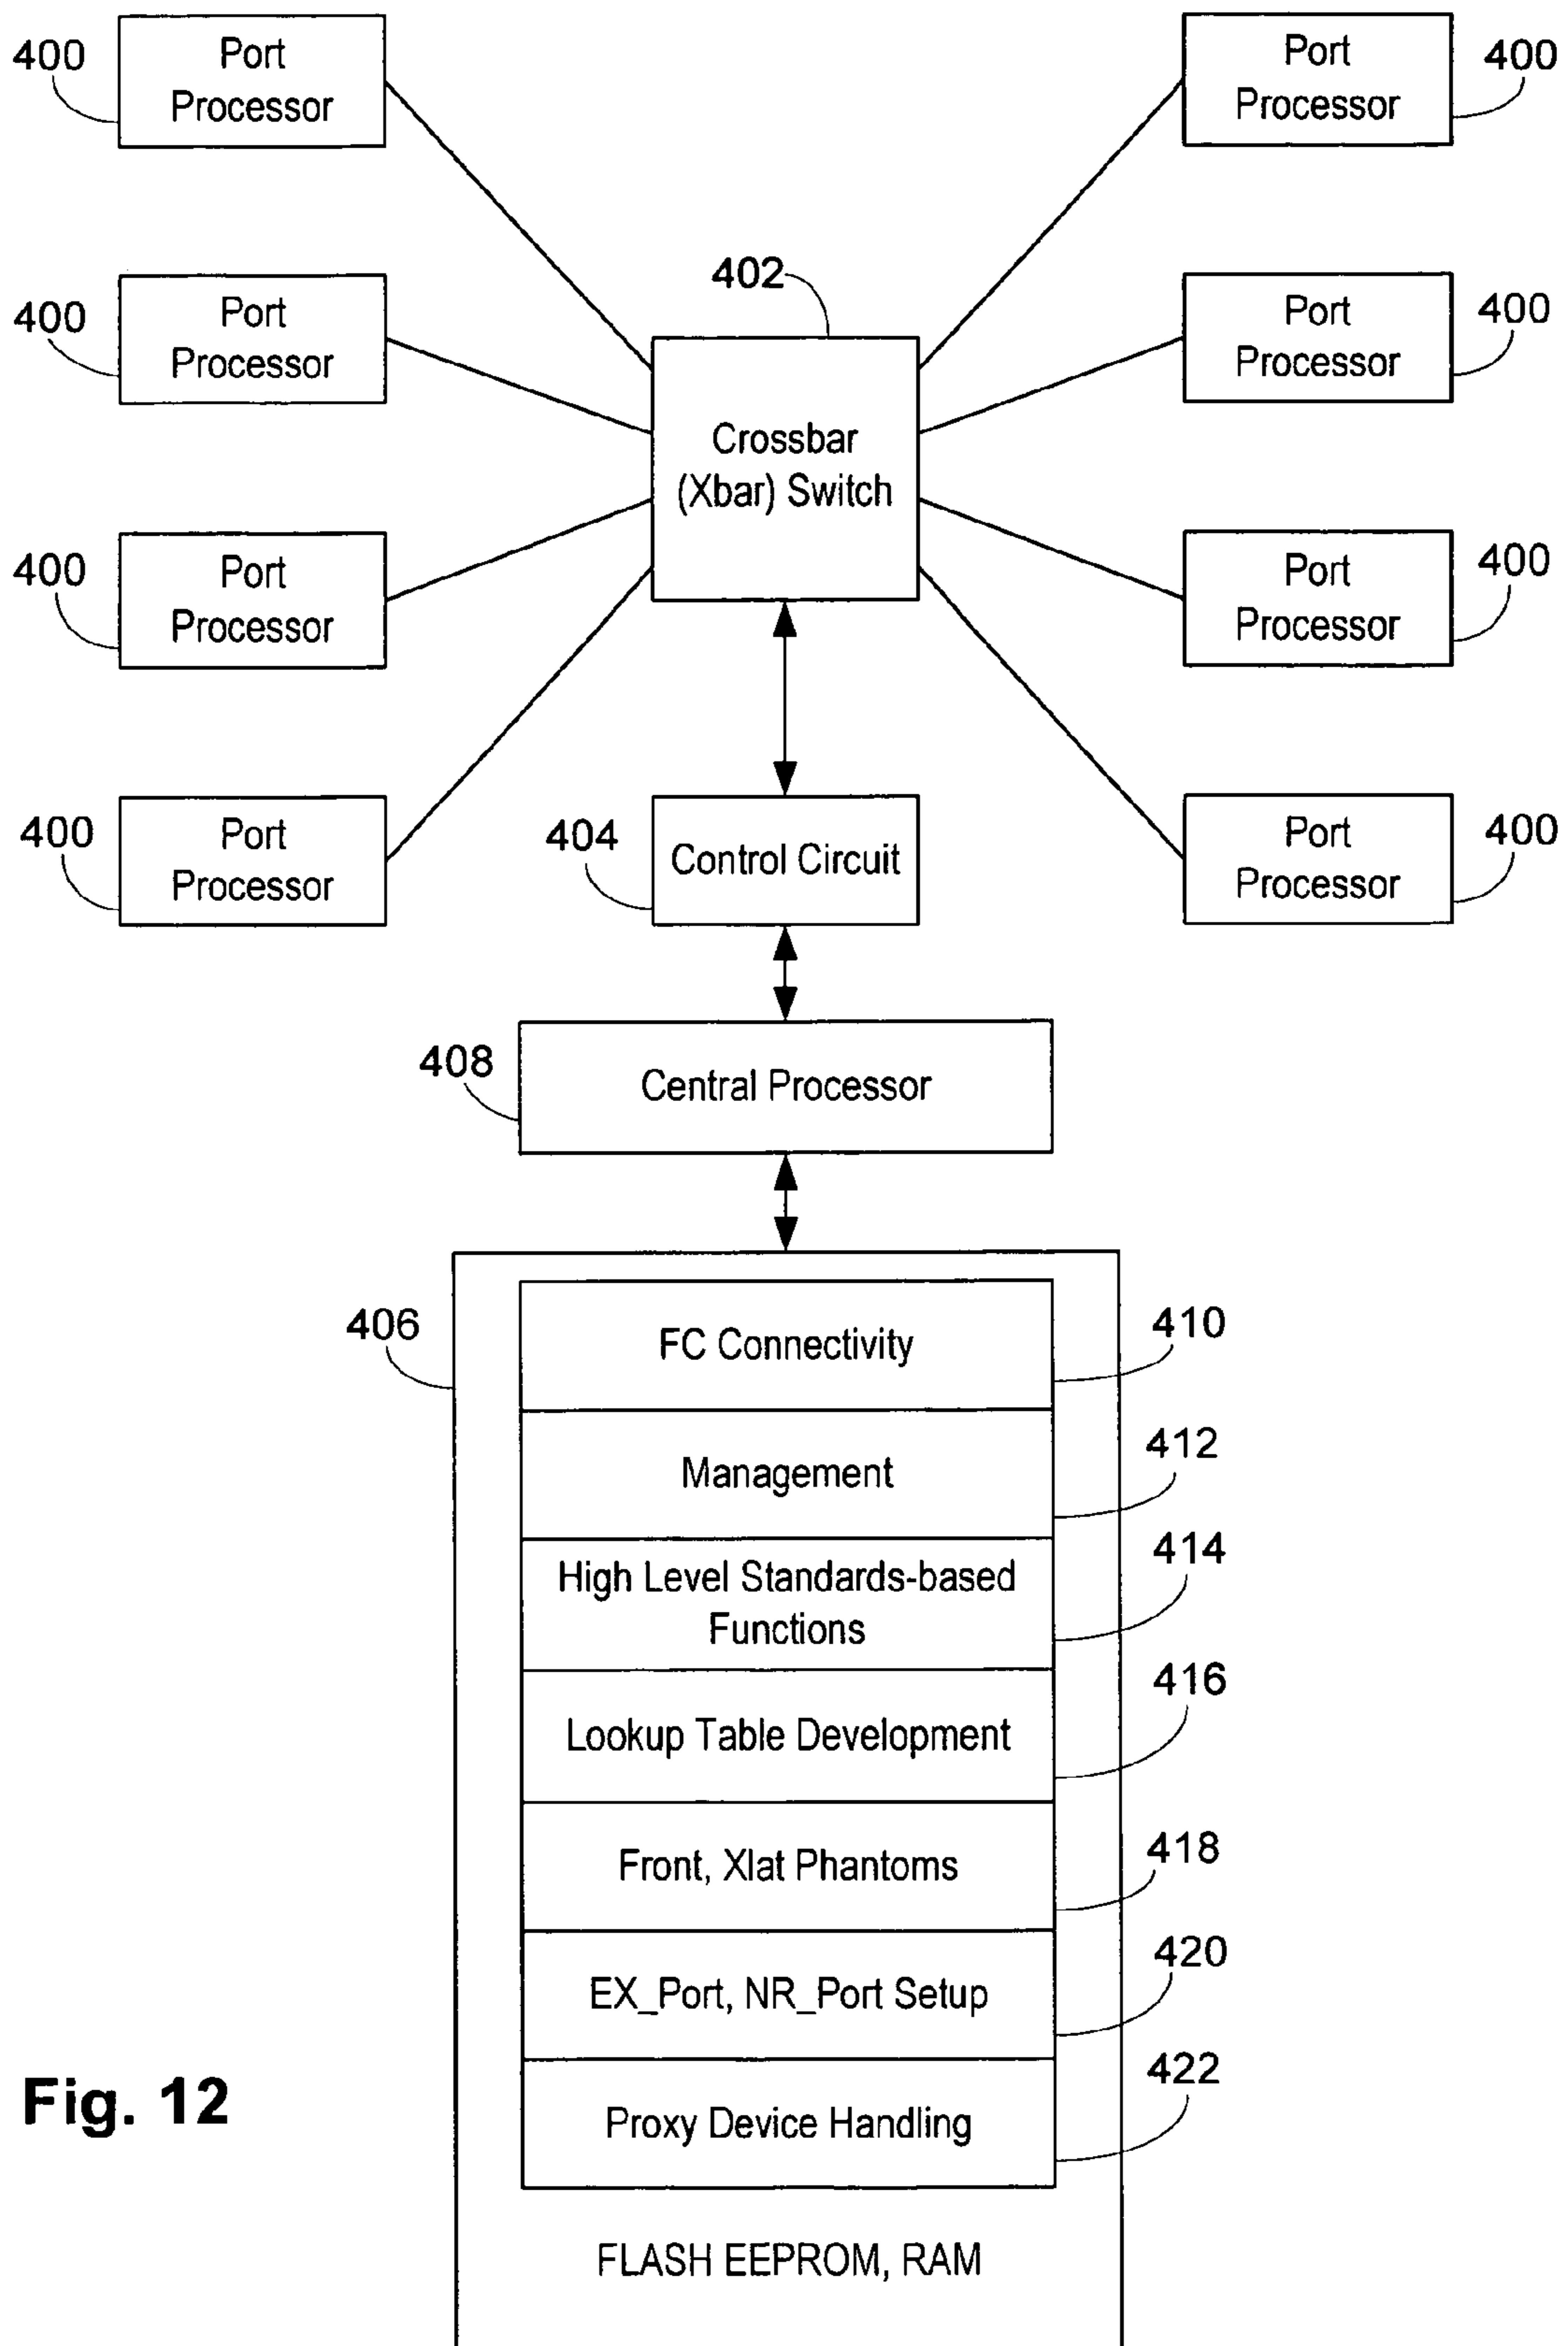 400
Port
Processor
Port
Processor
400
400
Port
Processor
402
Port
Processor
400
Crossbar
(Xbar) Switch
400
Port
Processor
Port
Processor
400
400
Port
Processor
404
Control Circuit
Port
Processor
400
408
Central Processor
406
FC Connectivity
410
Management
412
High Level Standards-based
Functions
414
Lookup Table Development
416
Front, Xlat Phantoms
418
EX_Port, NR_Port Setup
420
Proxy Device Handling
422
Fig. 12
FLASH EEPROM, RAM